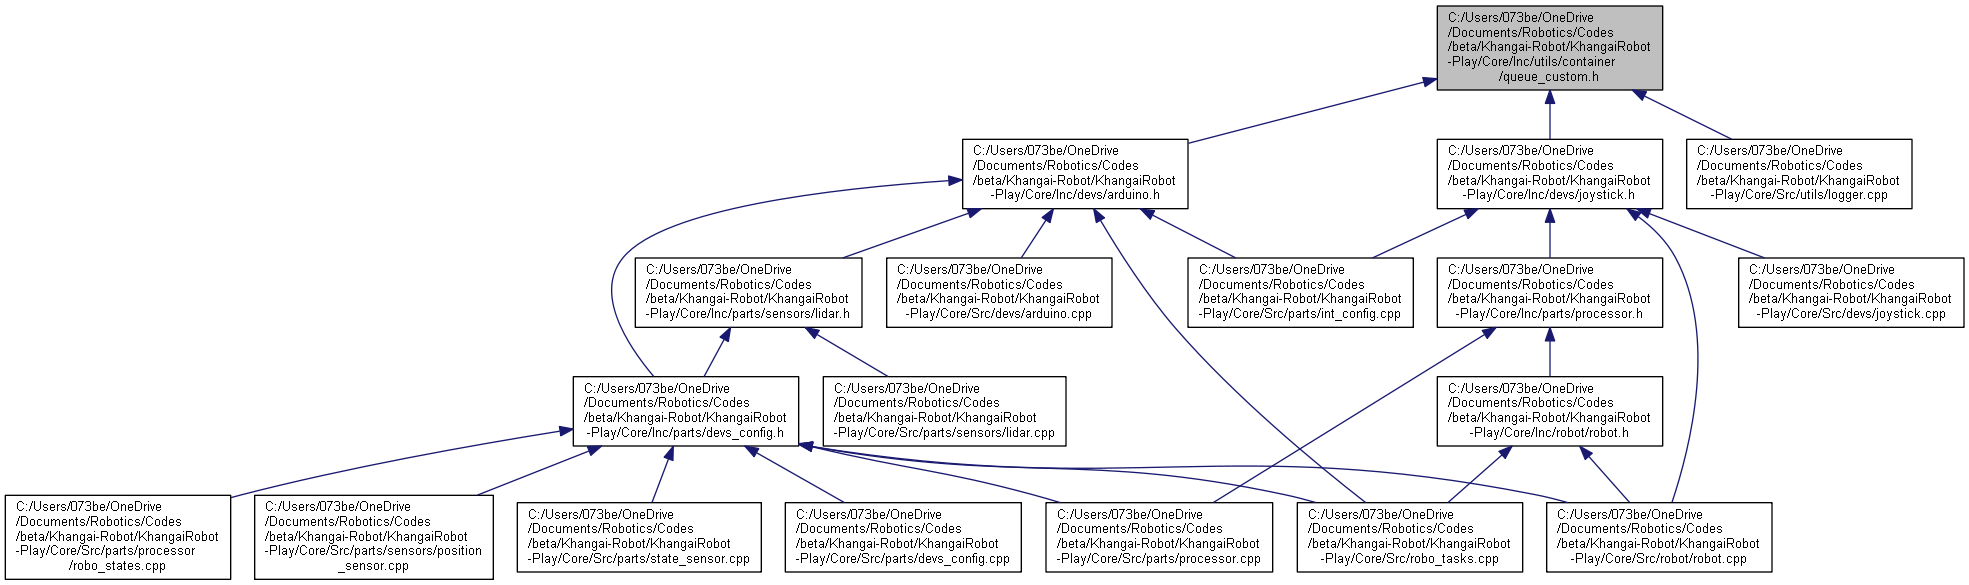 C:/Users/073be/OneDrive
/Documents/Robotics/Codes
/beta/Khangai-Robot/KhangaiRobot
-Play/Core/Inc/utils/container
/queue_custom.h
C:/Users/073be/OneDrive
/Documents/Robotics/Codes
/beta/Khangai-Robot/KhangaiRobot
-Play/Core/Inc/devs/arduino.h
C:/Users/073be/OneDrive
/Documents/Robotics/Codes
/beta/Khangai-Robot/KhangaiRobot
-Play/Core/Inc/devs/joystick.h
C:/Users/073be/OneDrive
/Documents/Robotics/Codes
/beta/Khangai-Robot/KhangaiRobot
-Play/Core/Src/utils/logger.cpp
C:/Users/073be/OneDrive
/Documents/Robotics/Codes
/beta/Khangai-Robot/KhangaiRobot
-Play/Core/Inc/parts/sensors/lidar.h
C:/Users/073be/OneDrive
/Documents/Robotics/Codes
/beta/Khangai-Robot/KhangaiRobot
-Play/Core/Src/devs/arduino.cpp
C:/Users/073be/OneDrive
/Documents/Robotics/Codes
/beta/Khangai-Robot/KhangaiRobot
-Play/Core/Src/parts/int_config.cpp
C:/Users/073be/OneDrive
/Documents/Robotics/Codes
/beta/Khangai-Robot/KhangaiRobot
-Play/Core/Inc/parts/processor.h
C:/Users/073be/OneDrive
/Documents/Robotics/Codes
/beta/Khangai-Robot/KhangaiRobot
-Play/Core/Src/devs/joystick.cpp
C:/Users/073be/OneDrive
/Documents/Robotics/Codes
/beta/Khangai-Robot/KhangaiRobot
-Play/Core/Inc/parts/devs_config.h
C:/Users/073be/OneDrive
/Documents/Robotics/Codes
/beta/Khangai-Robot/KhangaiRobot
-Play/Core/Src/parts/sensors/lidar.cpp
C:/Users/073be/OneDrive
/Documents/Robotics/Codes
/beta/Khangai-Robot/KhangaiRobot
-Play/Core/Inc/robot/robot.h
C:/Users/073be/OneDrive
/Documents/Robotics/Codes
/beta/Khangai-Robot/KhangaiRobot
-Play/Core/Src/parts/processor
/robo_states.cpp
C:/Users/073be/OneDrive
/Documents/Robotics/Codes
/beta/Khangai-Robot/KhangaiRobot
-Play/Core/Src/parts/sensors/position
_sensor.cpp
C:/Users/073be/OneDrive
/Documents/Robotics/Codes
/beta/Khangai-Robot/KhangaiRobot
-Play/Core/Src/parts/state_sensor.cpp
C:/Users/073be/OneDrive
/Documents/Robotics/Codes
/beta/Khangai-Robot/KhangaiRobot
-Play/Core/Src/parts/devs_config.cpp
C:/Users/073be/OneDrive
/Documents/Robotics/Codes
/beta/Khangai-Robot/KhangaiRobot
-Play/Core/Src/parts/processor.cpp
C:/Users/073be/OneDrive
/Documents/Robotics/Codes
/beta/Khangai-Robot/KhangaiRobot
-Play/Core/Src/robo_tasks.cpp
C:/Users/073be/OneDrive
/Documents/Robotics/Codes
/beta/Khangai-Robot/KhangaiRobot
-Play/Core/Src/robot/robot.cpp